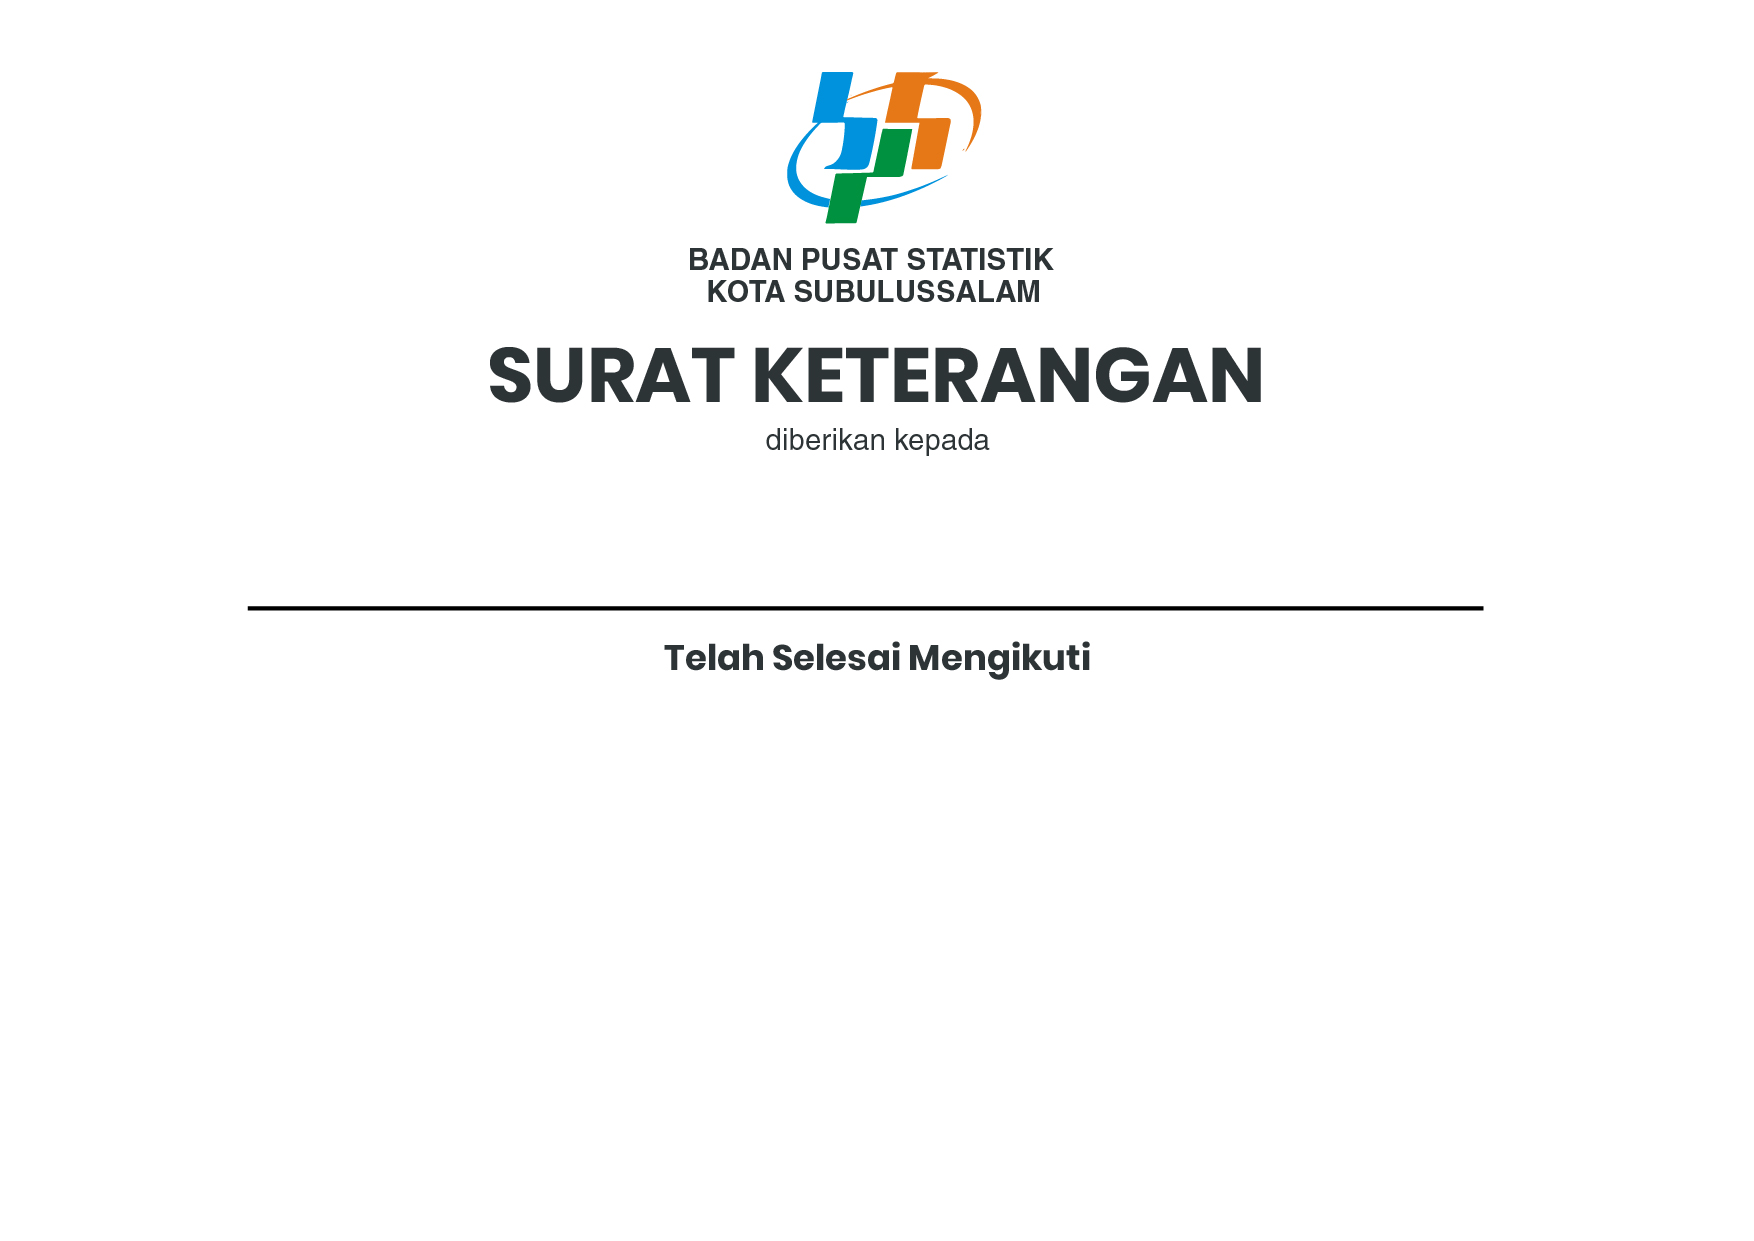 BADAN PUSAT STATISTIK
KOTA SUBULUSSALAM
SURAT KETERANGAN
diberikan kepada
Telah Selesai Mengikuti